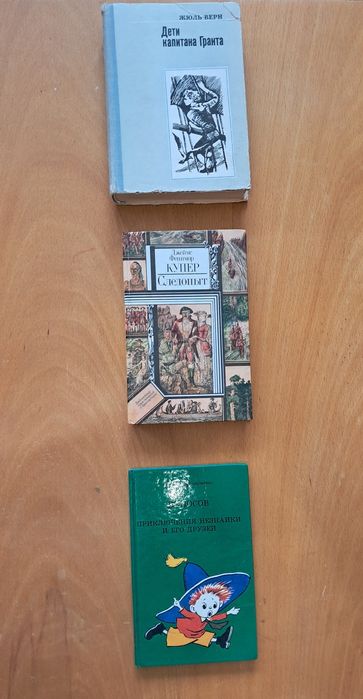 ЖЮЛЬ ВЕРН
Дети
капитана Гранта
Джеймс
Фенимор
КУПЕР
Следопыт
НОСОВ
ПРИКЛЮЧЕНИЯ НЕЗНАЙКИ
И ЕГО ДРУЗЕЙ